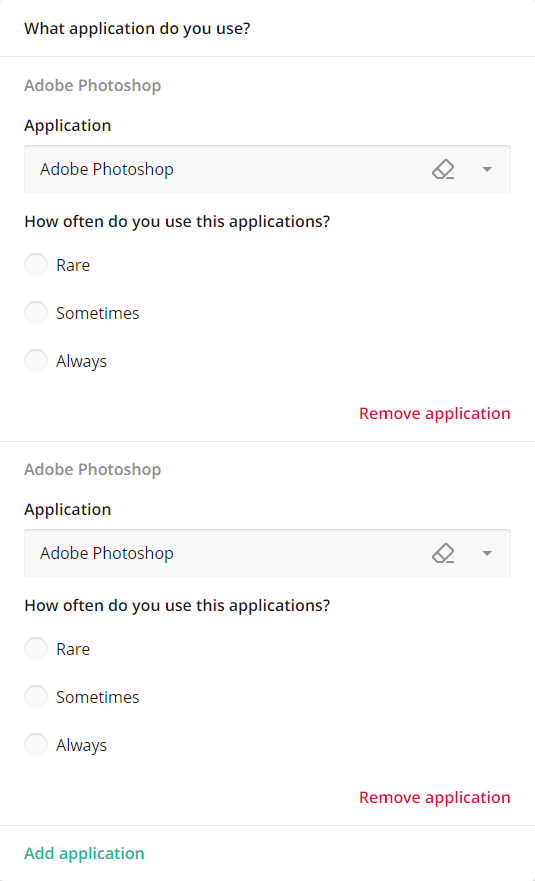 What application do you use?
Adobe Photoshop
Application
Adobe Photoshop
How often do you use this applications?
Rare
Sometimes
Always
Remove application
Adobe Photoshop
Application
Adobe Photoshop
How often do you use this applications?
Rare
Sometimes
Always
Remove application
Add application